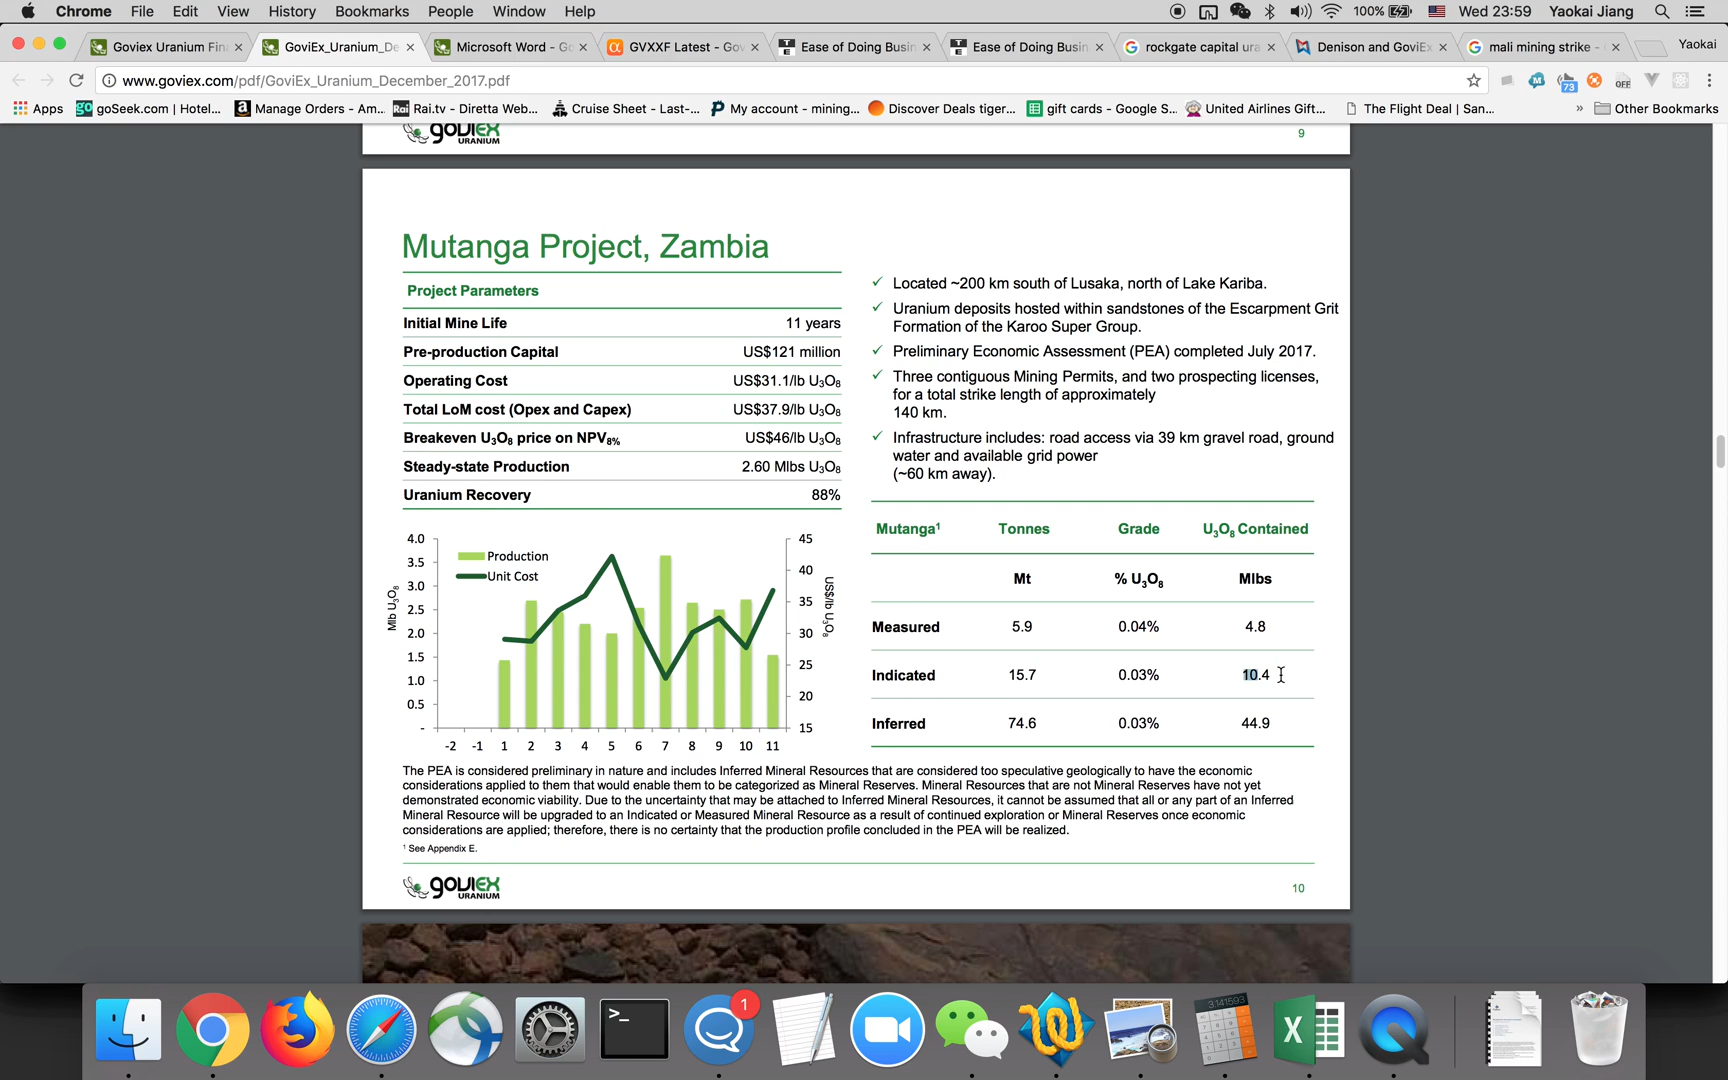 Chrome File Edit View History Bookmarks People Window Help 100% Wed 23:59 Yaokai Jiang
Goviex Uranium Fin
GoviEx_Uranium_De
Microsoft Word - G
GVXXF Latest - Gov
Ease of Doing Busin
Ease of Doing Busin
rockgate capital ura
Denison and GoviEx
mali mining strike -
Yaokai
www.goviex.com/pdf/GoviEx_Uranium_December_2017.pdf
73
OFF
Apps
goSeek.com | Hotel...
Manage Orders - Am...
Rai.tv - Diretta Web...
Cruise Sheet - Last-...
My account - mining...
Discover Deals tiger...
gift cards - Google S...
United Airlines Gift...
The Flight Deal | San...
»
Other Bookmarks
goviex
URANIUM
9
Mutanga Project, Zambia
Project Parameters
Initial Mine Life 11 years
Pre-production Capital US$121 million
Operating Cost US$31.1/lb U₃O₈
Total LoM cost (Opex and Capex) US$37.9/lb U₃O₈
Breakeven U₃O₈ price on NPV₈% US$46/lb U₃O₈
Steady-state Production 2.60 Mlbs U₃O₈
Uranium Recovery 88%
✓ Located ~200 km south of Lusaka, north of Lake Kariba.
✓ Uranium deposits hosted within sandstones of the Escarpment Grit
Formation of the Karoo Super Group.
✓ Preliminary Economic Assessment (PEA) completed July 2017.
✓ Three contiguous Mining Permits, and two prospecting licenses,
for a total strike length of approximately
140 km.
✓ Infrastructure includes: road access via 39 km gravel road, ground
water and available grid power
(~60 km away).
Mutanga¹ Tonnes Grade U₃O₈ Contained
Mt % U₃O₈ Mlbs
Measured 5.9 0.04% 4.8
Indicated 15.7 0.03% 10.4
Inferred 74.6 0.03% 44.9
Production
Unit Cost
Mlb U₃O₈
4.0
3.5
3.0
2.5
2.0
1.5
1.0
0.5
-
45
40
35
30
25
20
15
US$/lb U₃O₈
-2 -1 1 2 3 4 5 6 7 8 9 10 11
The PEA is considered preliminary in nature and includes Inferred Mineral Resources that are considered too speculative geologically to have the economic
considerations applied to them that would enable them to be categorized as Mineral Reserves. Mineral Resources that are not Mineral Reserves have not yet
demonstrated economic viability. Due to the uncertainty that may be attached to Inferred Mineral Resources, it cannot be assumed that all or any part of an Inferred
Mineral Resource will be upgraded to an Indicated or Measured Mineral Resource as a result of continued exploration or Mineral Reserves once economic
considerations are applied; therefore, there is no certainty that the production profile concluded in the PEA will be realized.
¹ See Appendix E.
goviex
URANIUM
10
>_
1
3.141593
X